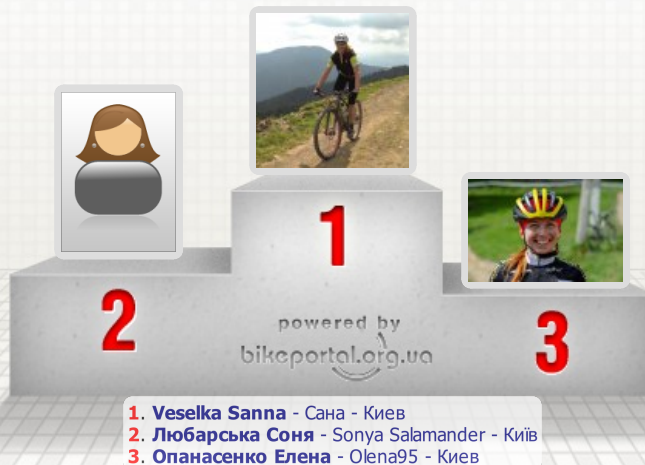 1
2
3
powered by
bikeportal.org.ua
1. Veselka Sanna - Сана - Киев
2. Любарська Соня - Sonya Salamander - Київ
3. Опанасенко Елена - Olena95 - Киев